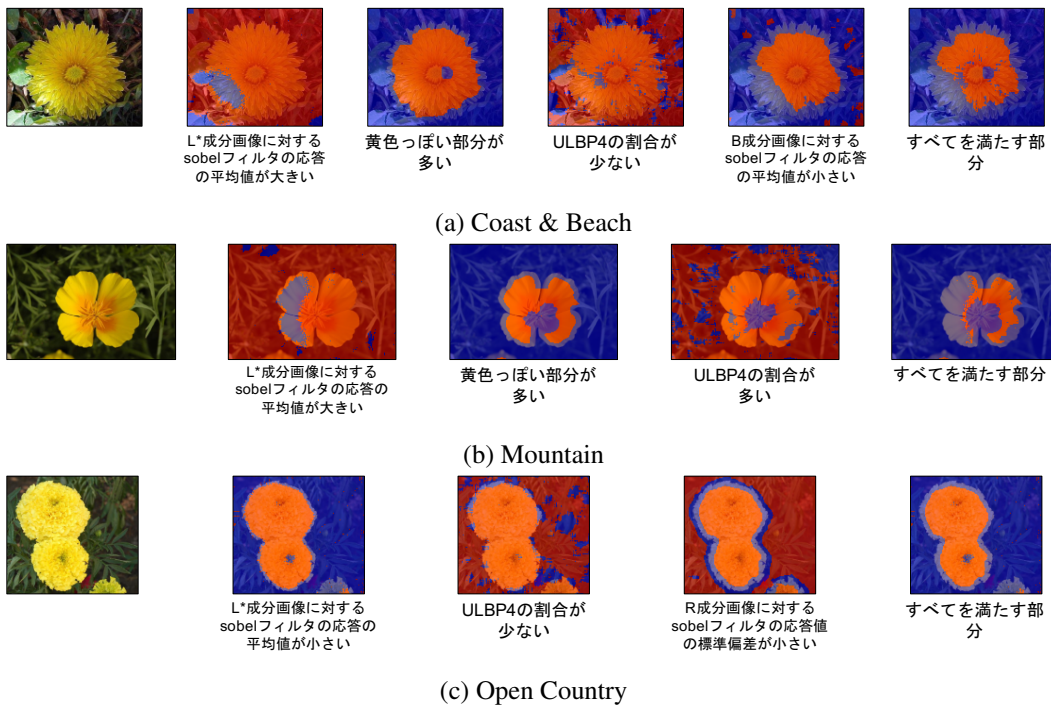 L*成分画像に対する
sobelフィルタの応答
の平均値が大きい
黄色っぽい部分が
多い
ULBP4の割合が
少ない
B成分画像に対する
sobelフィルタの応答
の平均値が小さい
すべてを満たす部
分
(a) Coast & Beach
L*成分画像に対する
sobelフィルタの応答の
平均値が大きい
黄色っぽい部分が
多い
ULBP4の割合が
多い
すべてを満たす部分
(b) Mountain
L*成分画像に対する
sobelフィルタの応答の
平均値が小さい
ULBP4の割合が
少ない
R成分画像に対する
sobelフィルタの応答値
の標準偏差が小さい
すべてを満たす部
分
(c) Open Country